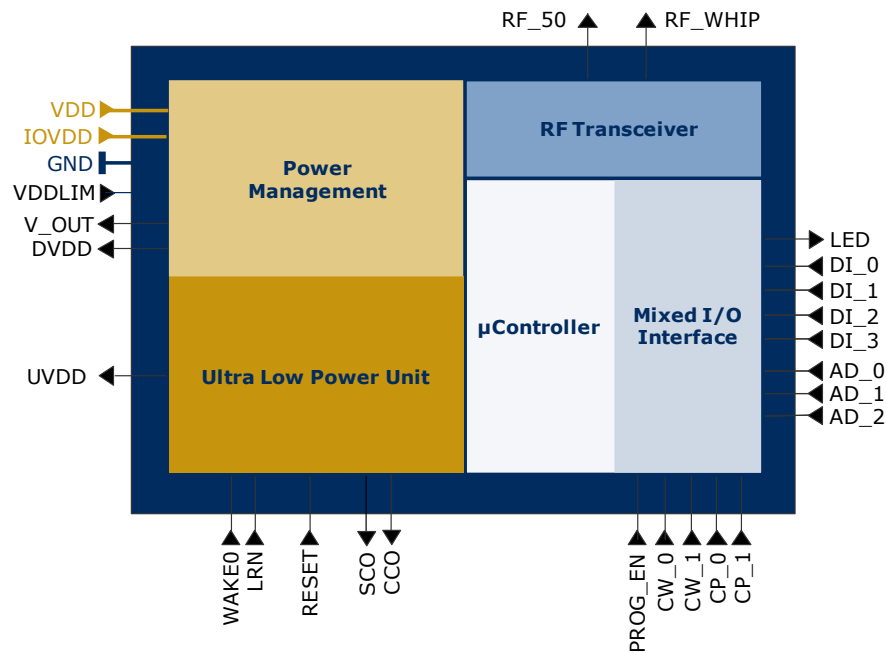 RF_50
RF_WHIP
VDD
IOVDD
GND
VDDLIM
V_OUT
DVDD
UVDD
Power
Management
Ultra Low Power Unit
RF Transceiver
µController
Mixed I/O
Interface
LED
DI_0
DI_1
DI_2
DI_3
AD_0
AD_1
AD_2
WAKE0
LRN
RESET
SCO
CCO
PROG_EN
CW_0
CW_1
CP_0
CP_1